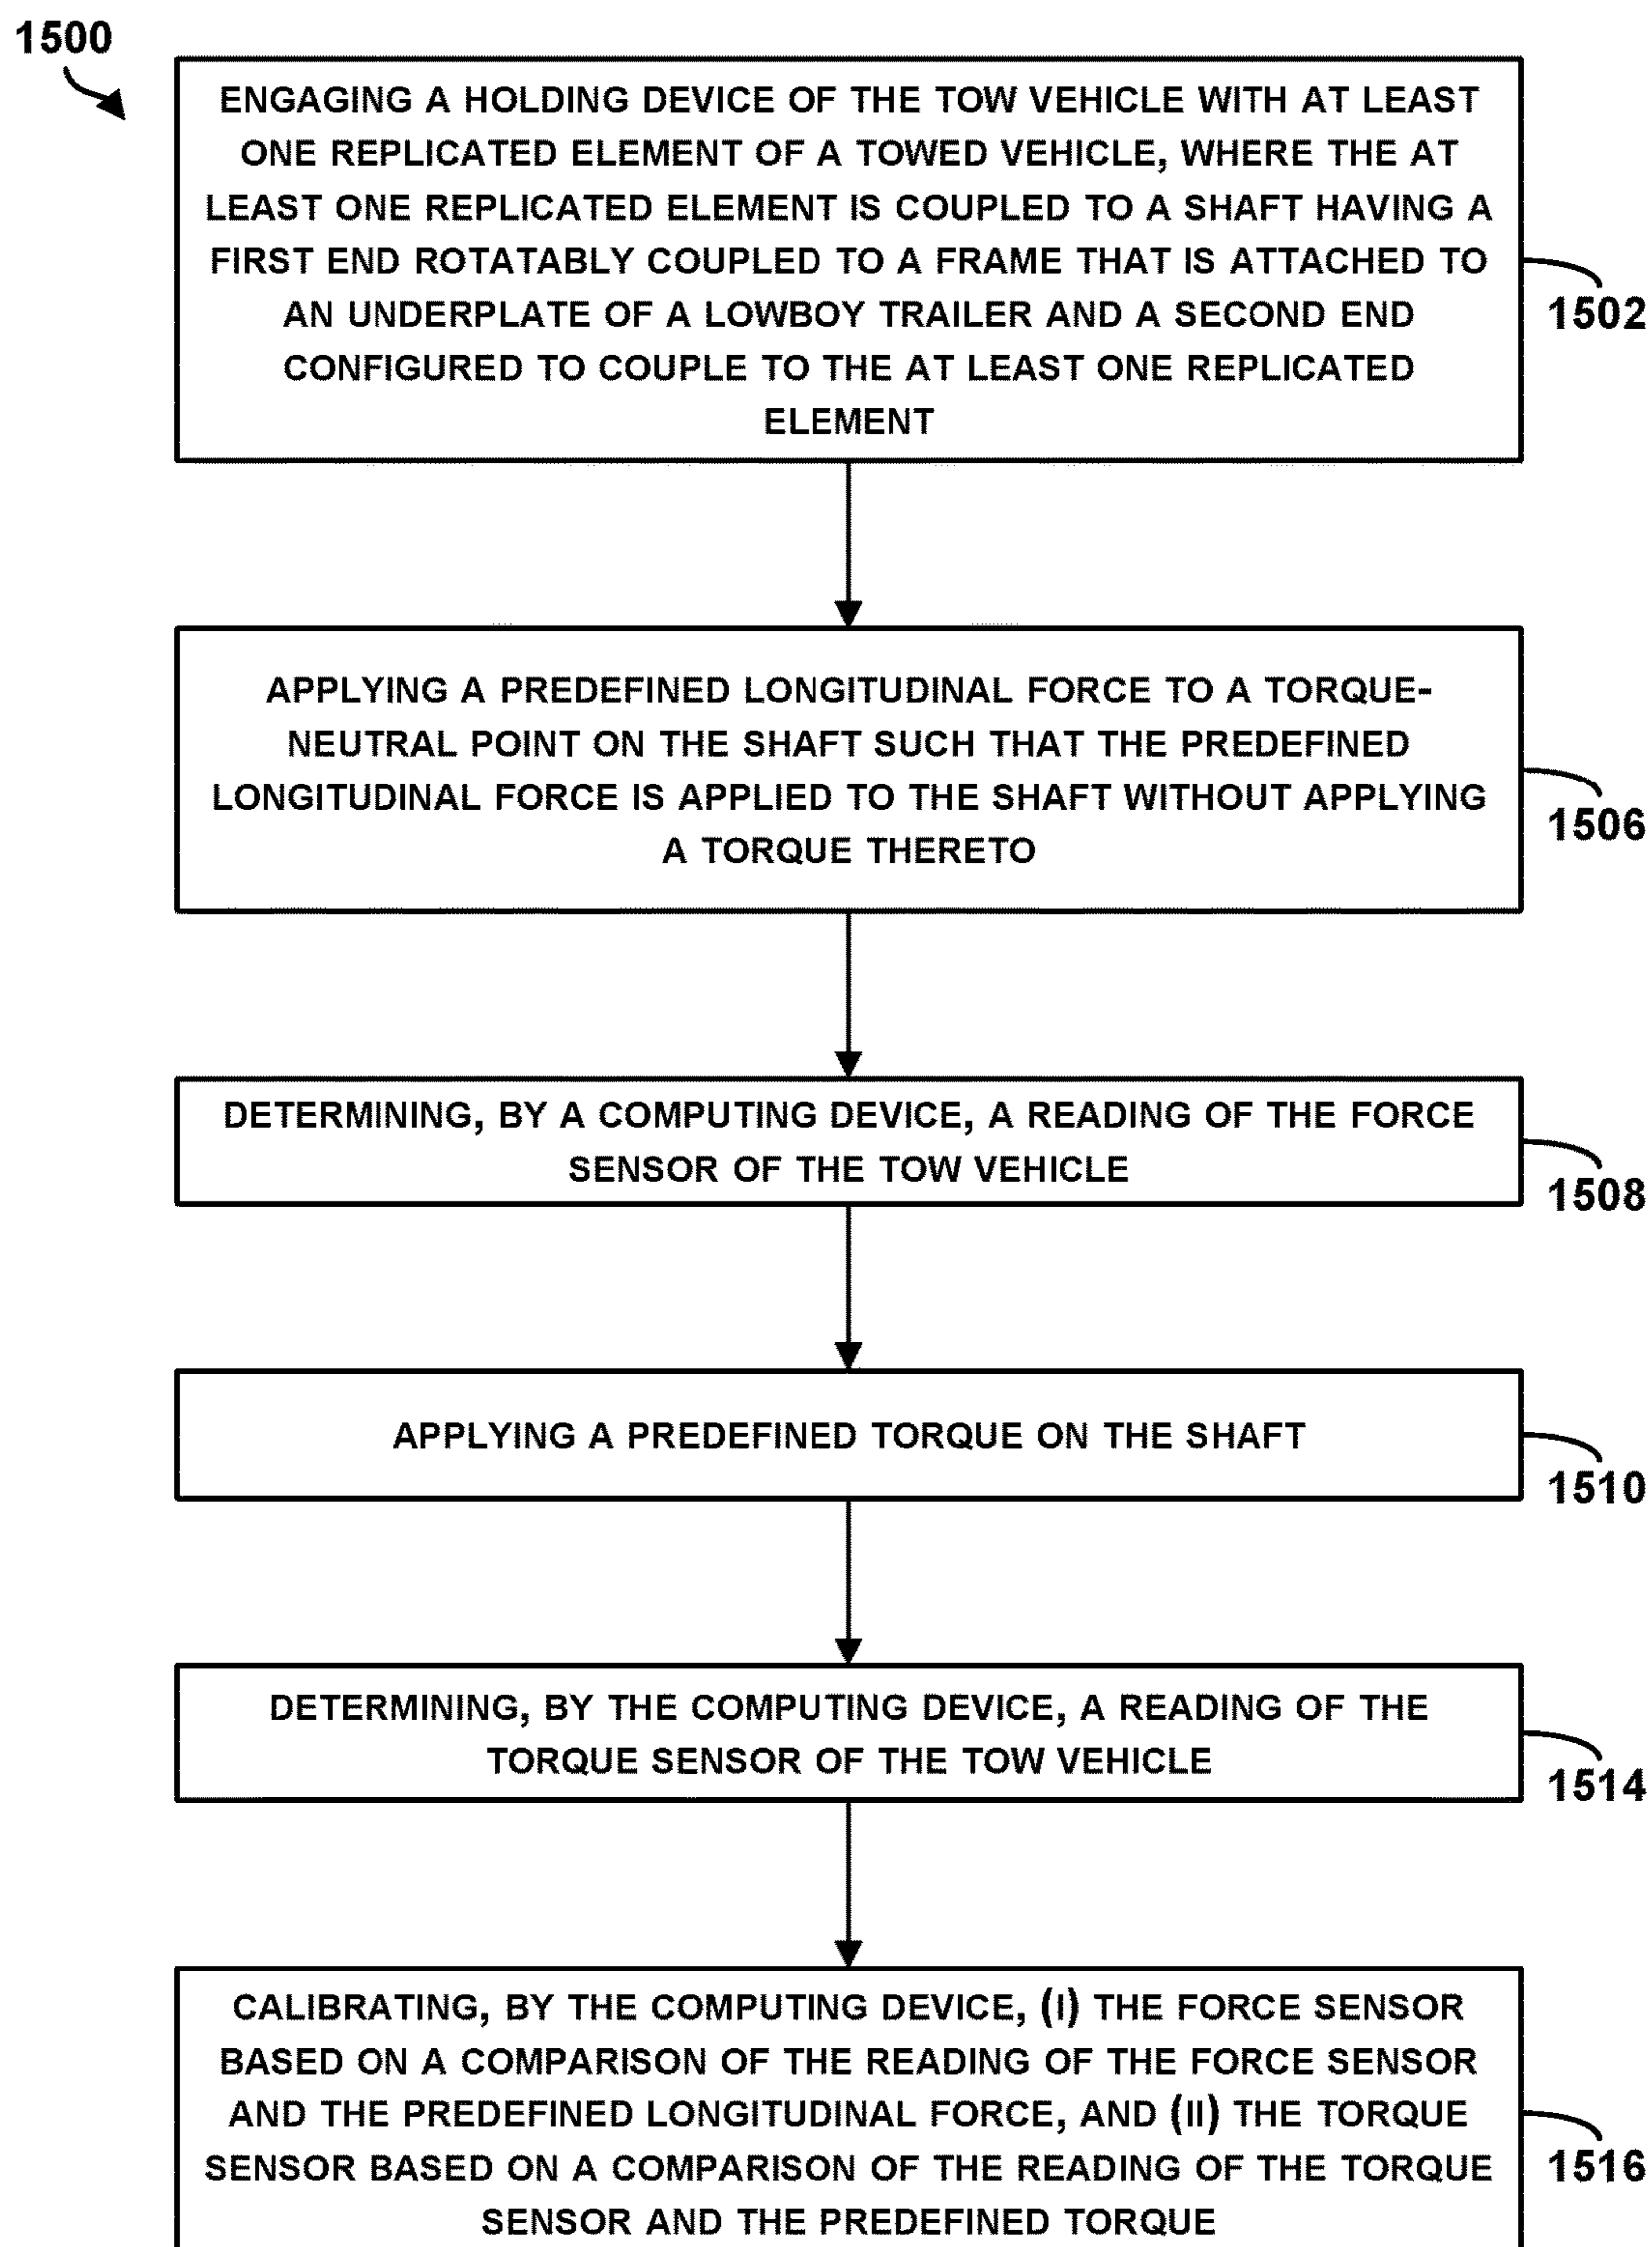 1500
ENGAGING A HOLDING DEVICE OF THE TOW VEHICLE WITH AT LEAST
ONE REPLICATED ELEMENT OF A TOWED VEHICLE, WHERE THE AT
LEAST ONE REPLICATED ELEMENT IS COUPLED TO A SHAFT HAVING A
FIRST END ROTATABLY COUPLED TO A FRAME THAT IS ATTACHED TO
AN UNDERPLATE OF A LOWBOY TRAILER AND A SECOND END
CONFIGURED TO COUPLE TO THE AT LEAST ONE REPLICATED
ELEMENT
1502
APPLYING A PREDEFINED LONGITUDINAL FORCE TO A TORQUE-
NEUTRAL POINT ON THE SHAFT SUCH THAT THE PREDEFINED
LONGITUDINAL FORCE IS APPLIED TO THE SHAFT WITHOUT APPLYING
A TORQUE THERETO
1506
DETERMINING, BY A COMPUTING DEVICE, A READING OF THE FORCE
SENSOR OF THE TOW VEHICLE
1508
APPLYING A PREDEFINED TORQUE ON THE SHAFT
1510
DETERMINING, BY THE COMPUTING DEVICE, A READING OF THE
TORQUE SENSOR OF THE TOW VEHICLE
1514
CALIBRATING, BY THE COMPUTING DEVICE, (I) THE FORCE SENSOR
BASED ON A COMPARISON OF THE READING OF THE FORCE SENSOR
AND THE PREDEFINED LONGITUDINAL FORCE, AND (II) THE TORQUE
SENSOR BASED ON A COMPARISON OF THE READING OF THE TORQUE
SENSOR AND THE PREDEFINED TORQUE
1516